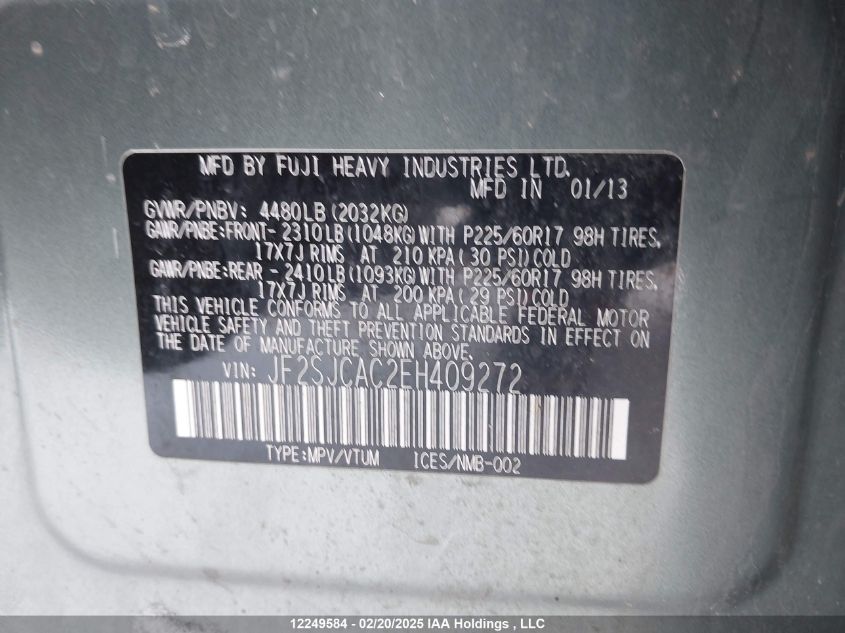 MFD BY FUJI HEAVY INDUSTRIES LTD.
MFD IN 01/13
GVWR/PNBV: 4480LB(2032KG)
GAWR/PNBE:FRONT- 2310LB(1048KG)WITH P225/60R17 98H TIRES,
17X7J RIMS AT 210 KPA( 30 PSI)COLD
GAWR/PNBE:REAR - 2410LB(1093KG)WITH P225/60R17 98H TIRES,
17X7J RIMS AT 200 KPA( 29 PSI)COLD
THIS VEHICLE CONFORMS TO ALL APPLICABLE FEDERAL MOTOR
VEHICLE SAFETY AND THEFT PREVENTION STANDARDS IN EFFECT ON
THE DATE OF MANUFACTURE SHOWN ABOVE.
VIN: JF2SJCAC2EH409272
TYPE:MPV/VTUM ICES/NMB-002
12249584 - 02/20/2025 IAA Holdings , LLC